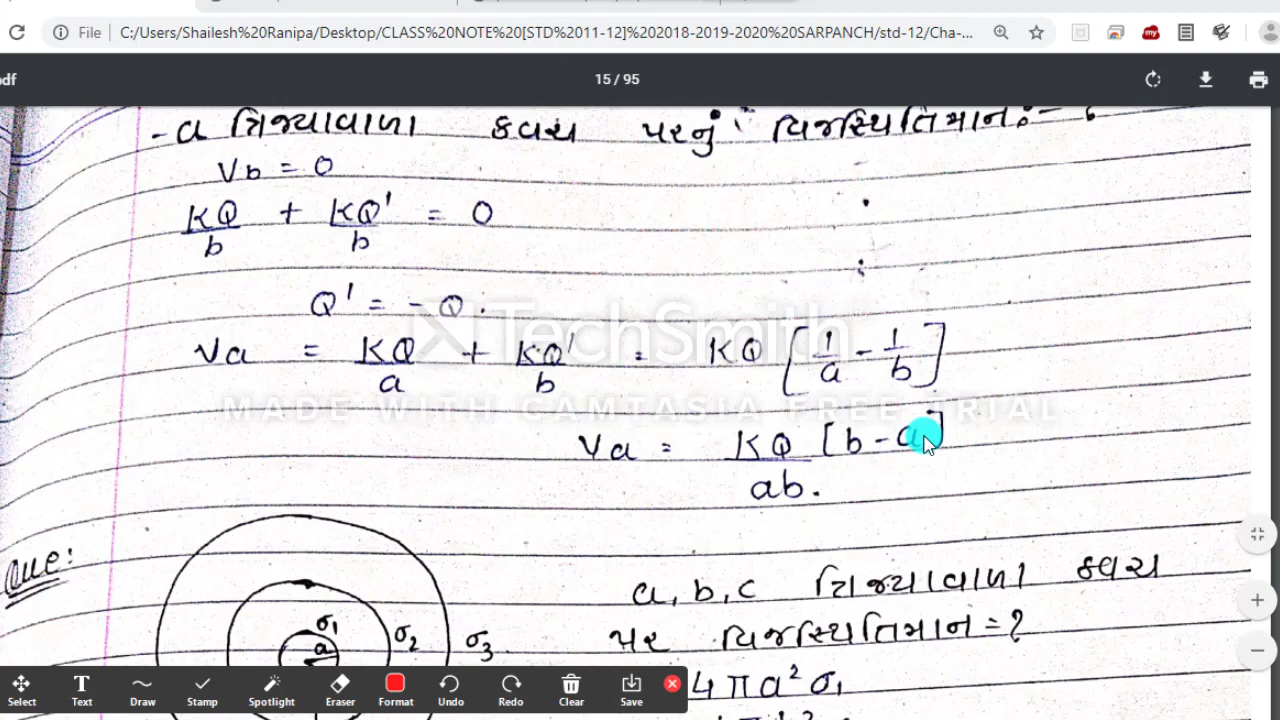 File | C:/Users/Shailesh%20Ranipa/Desktop/CLASS%20NOTE%20[STD%2011-12]%202018-2019-2020%20SARPANCH/std-12/Cha-...
pdf 15 / 95
- a ત્રિજ્યાવાળા કવચ પરનું વિજસ્થિતિમાન :-
Vb = 0
KQ/b + KQ'/b = 0
Q' = - Q.
Va = KQ/a + KQ'/b = KQ [1/a - 1/b]
TechSmith
MADE WITH CAMTASIA FREE TRIAL
Va = KQ/ab. [b - a]
Que:
a, b, c ત્રિજ્યાવાળા કવચ
પર વિજસ્થિતિમાન = ?
σ1 a σ2 σ3
4πa²σ1
Select Text Draw Stamp Spotlight Eraser Format Undo Redo Clear Save